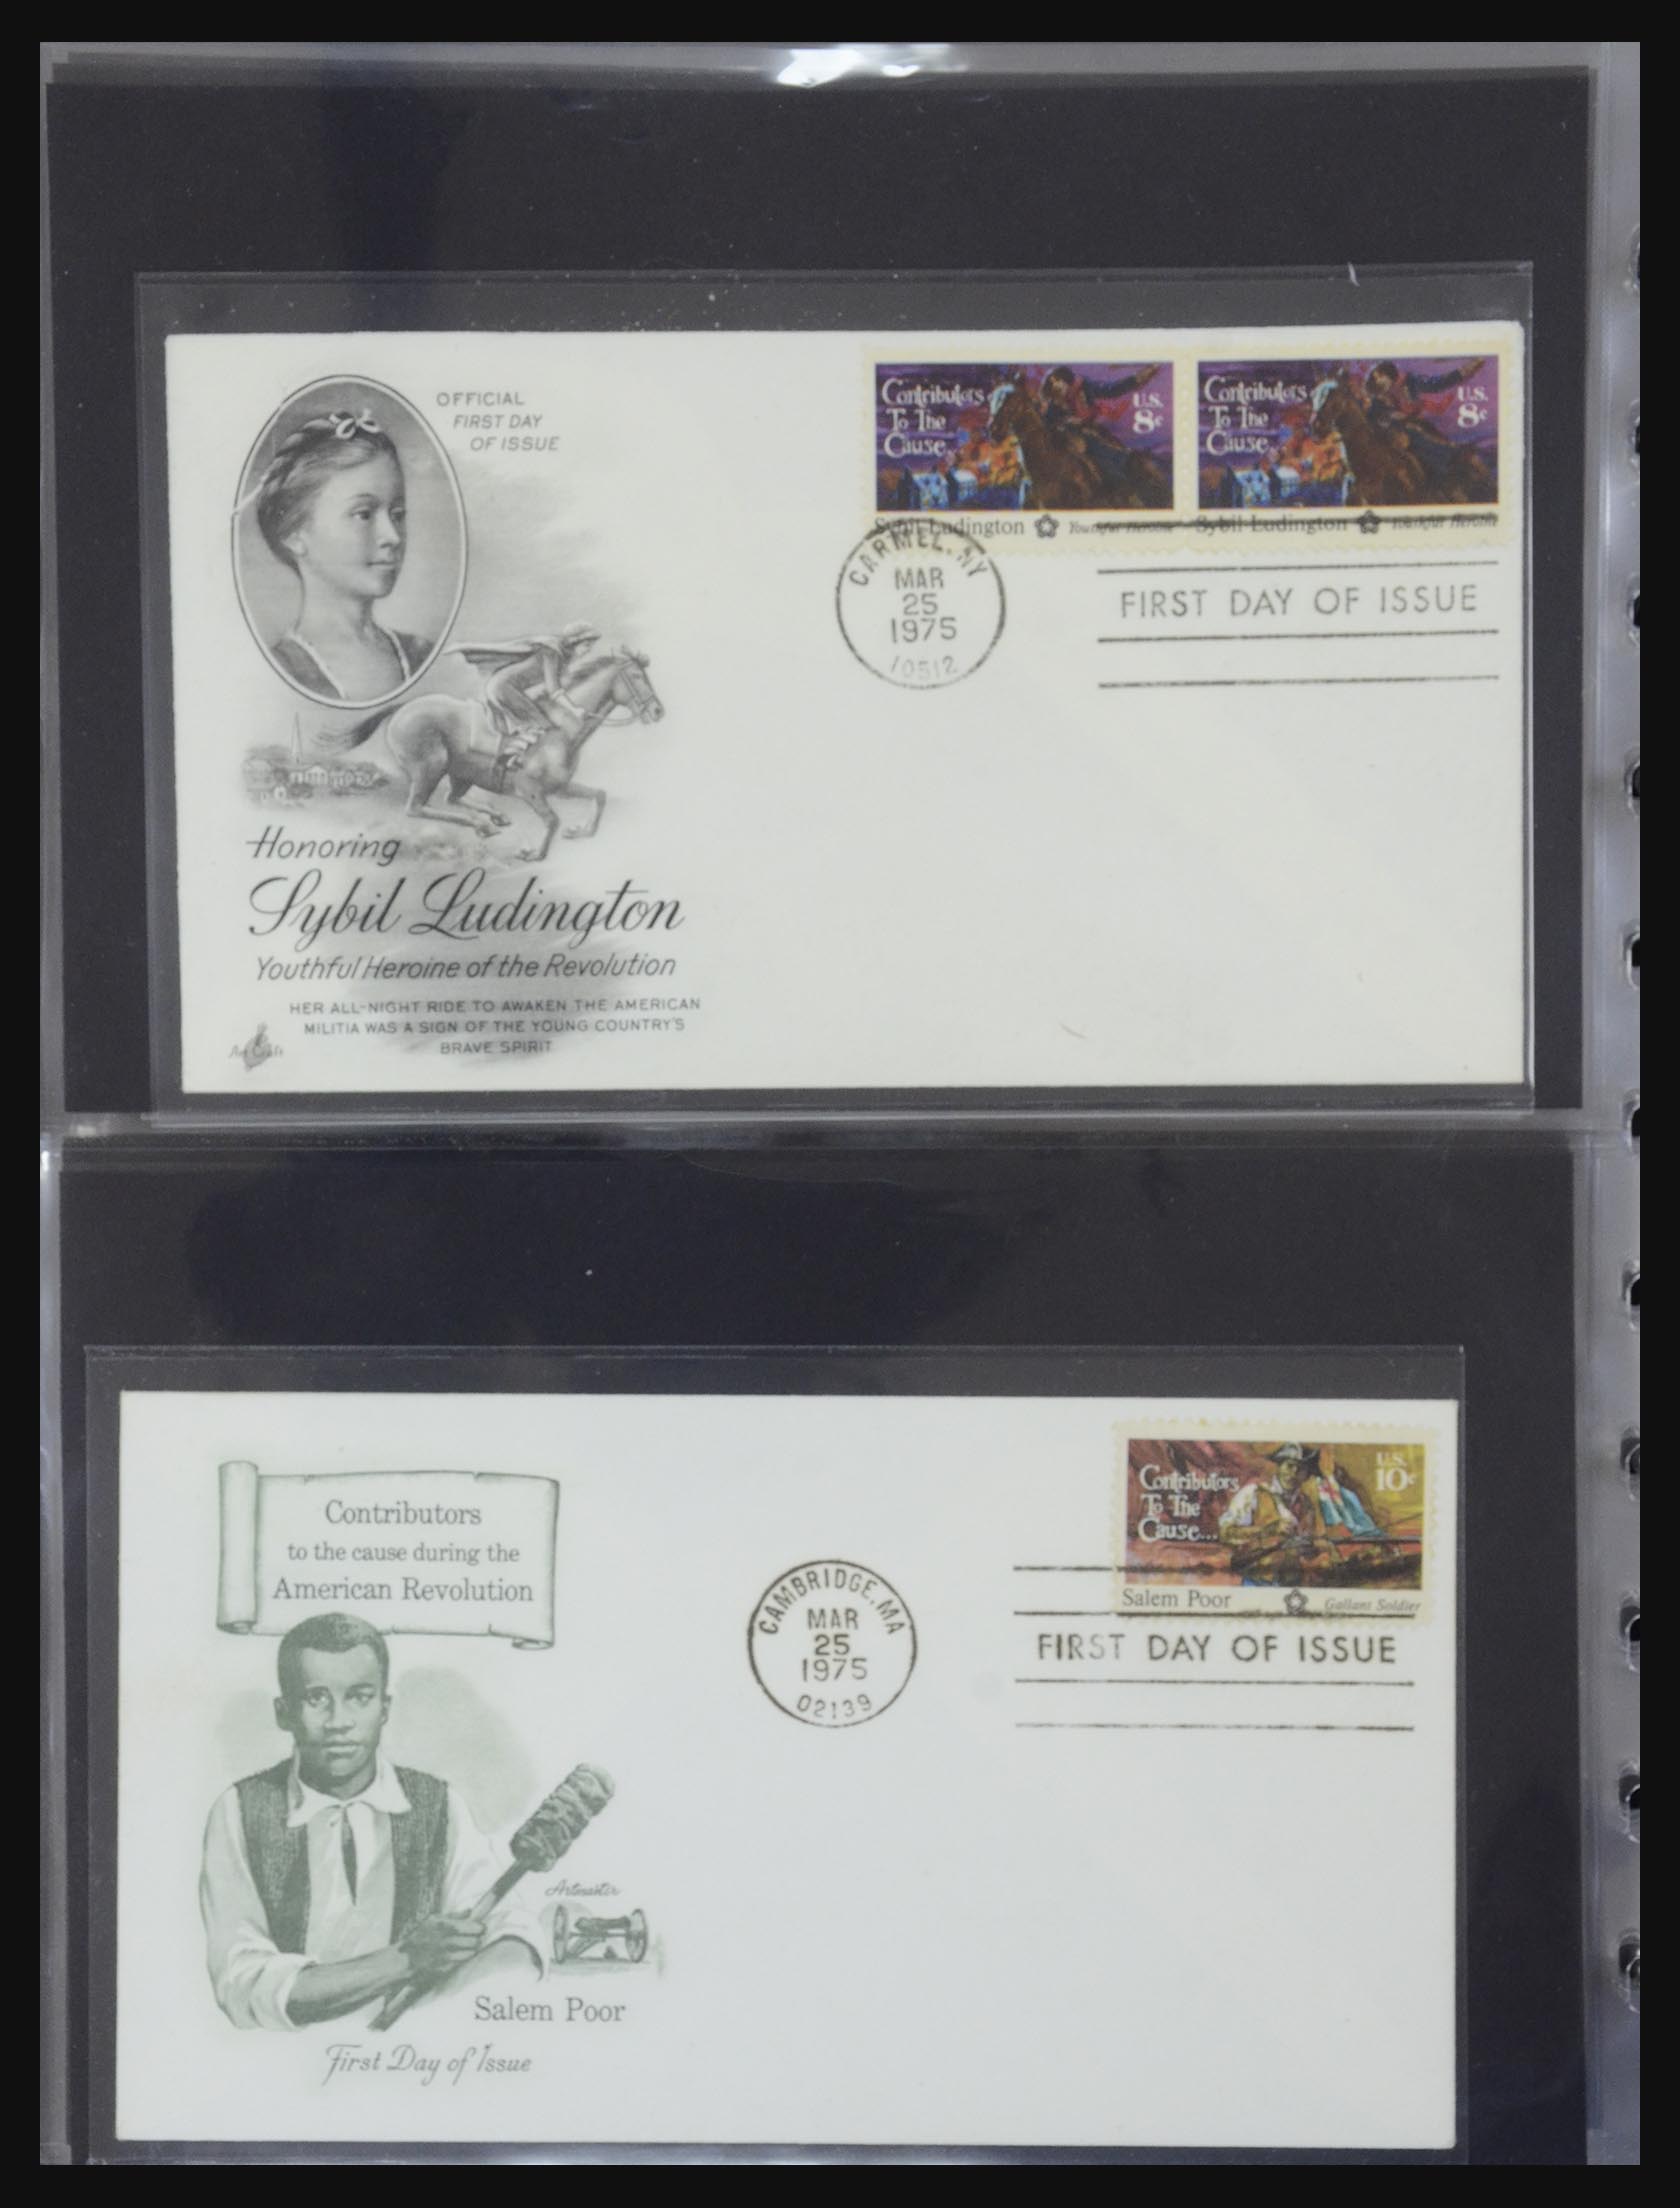 OFFICIAL
FIRST DAY
OF ISSUE
Contributors
To The
Cause...
U.S.
8c
Sybil Ludington Youthful Heroine
Contributors
To The
Cause...
U.S.
8c
Sybil Ludington Youthful Heroine
CARMEL, NY
MAR
25
1975
10512
FIRST DAY OF ISSUE
Honoring
Sybil Ludington
Youthful Heroine of the Revolution
HER ALL-NIGHT RIDE TO AWAKEN THE AMERICAN
MILITIA WAS A SIGN OF THE YOUNG COUNTRY'S
BRAVE SPIRIT
Art Craft
Contributors
to the cause during the
American Revolution
Contributors
To The
Cause...
U.S.
10c
Salem Poor Gallant Soldier
CAMBRIDGE, MA
MAR
25
1975
02139
FIRST DAY OF ISSUE
Artmaster
Salem Poor
First Day of Issue